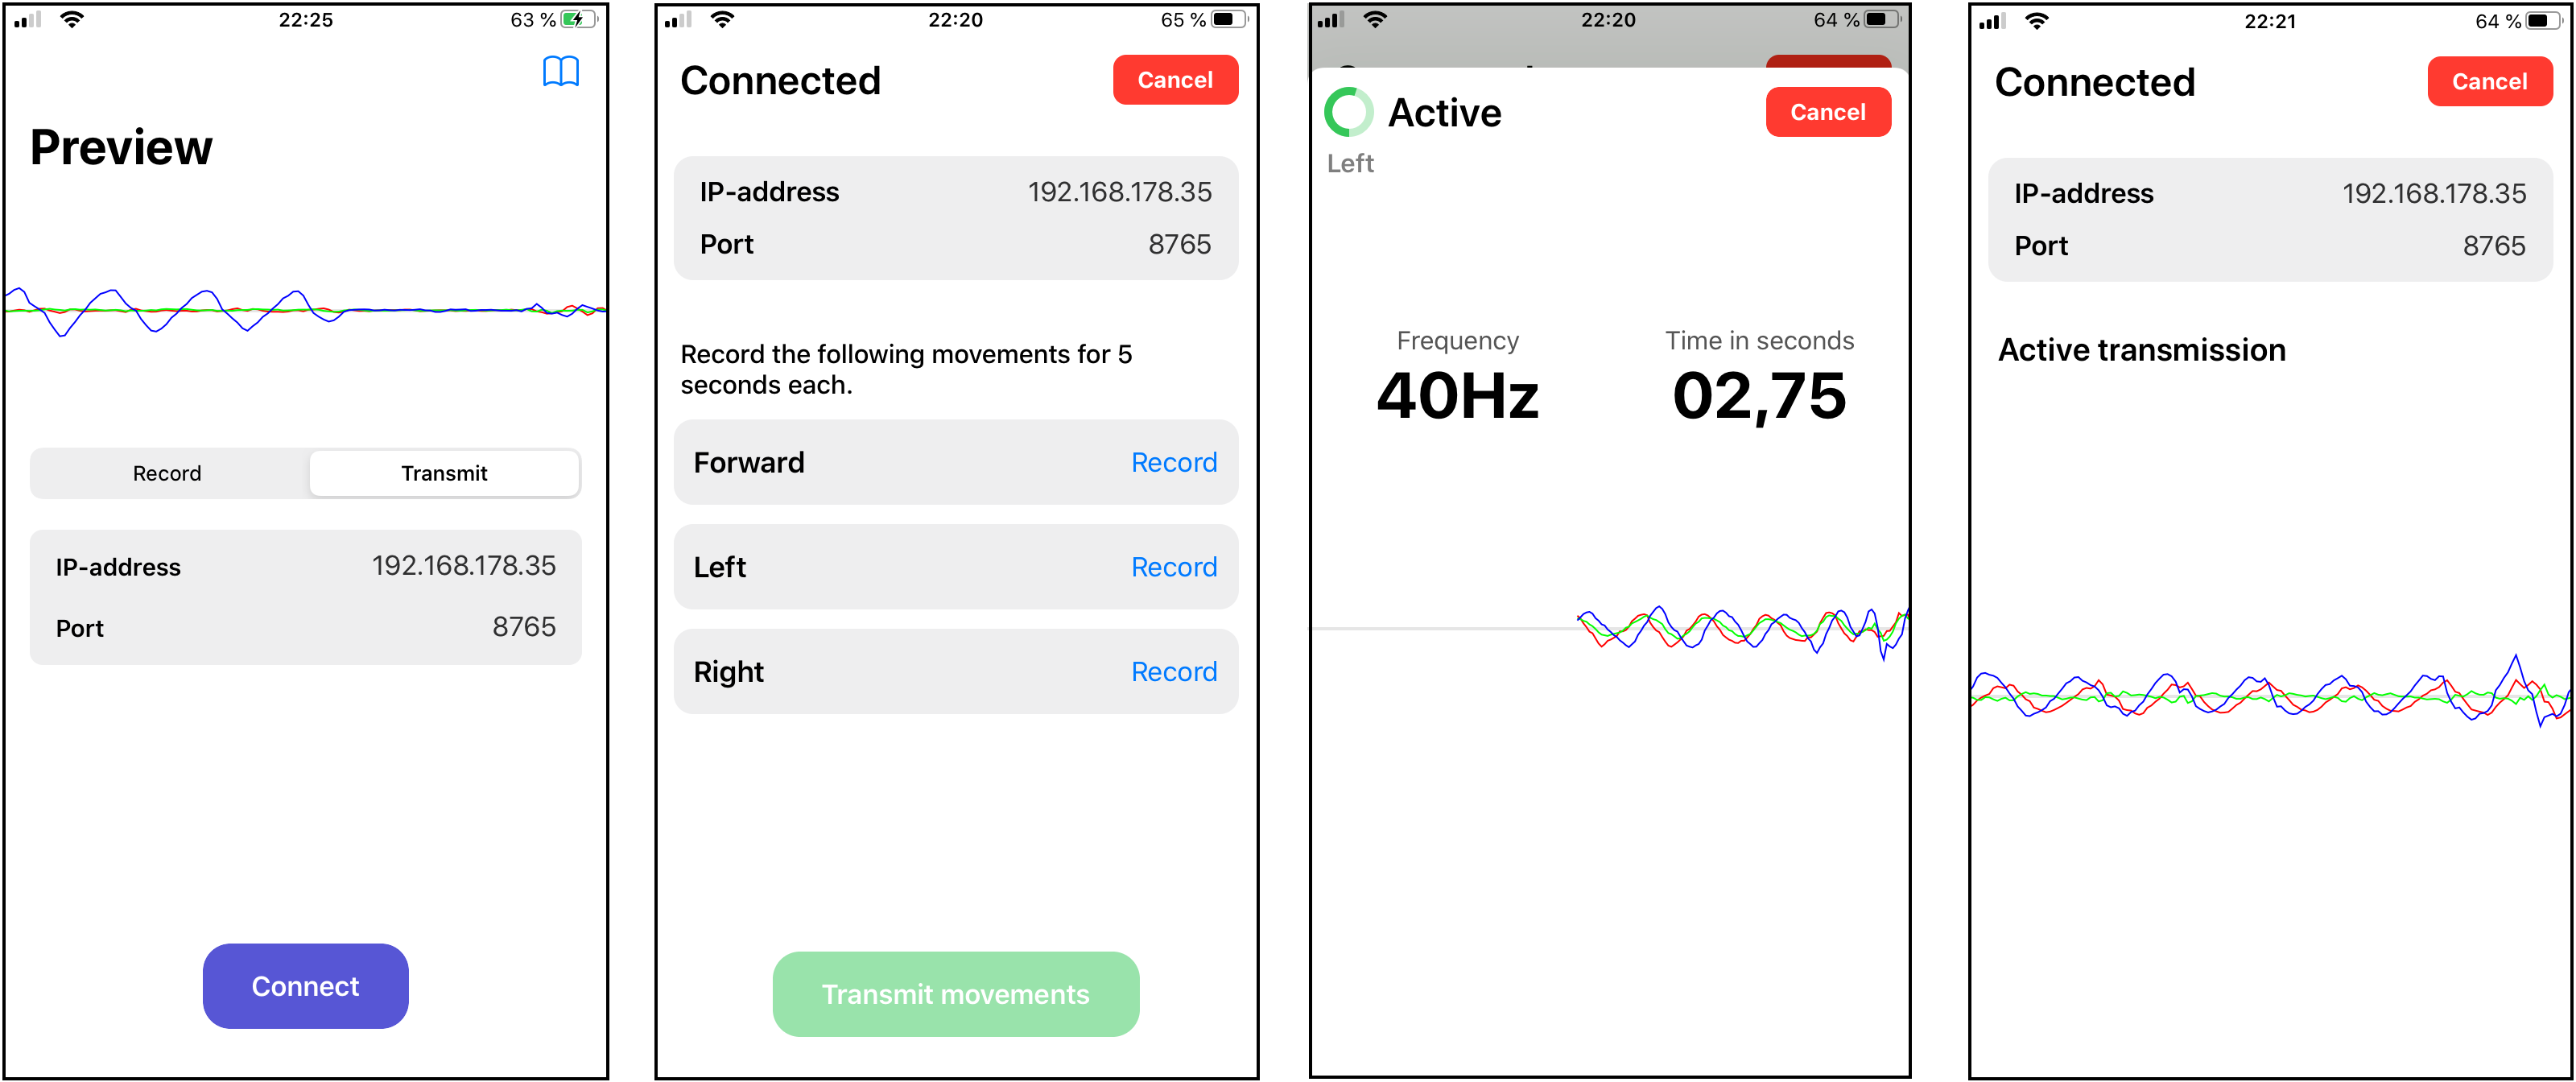 22:25
63 %
Preview
Record
Transmit
IP-address
192.168.178.35
Port
8765
Connect
22:20
65 %
Connected
Cancel
IP-address
192.168.178.35
Port
8765
Record the following movements for 5
seconds each.
Forward
Record
Left
Record
Right
Record
Transmit movements
22:20
64 %
Active
Cancel
Left
Frequency
Time in seconds
40Hz
02,75
22:21
64 %
Connected
Cancel
IP-address
192.168.178.35
Port
8765
Active transmission